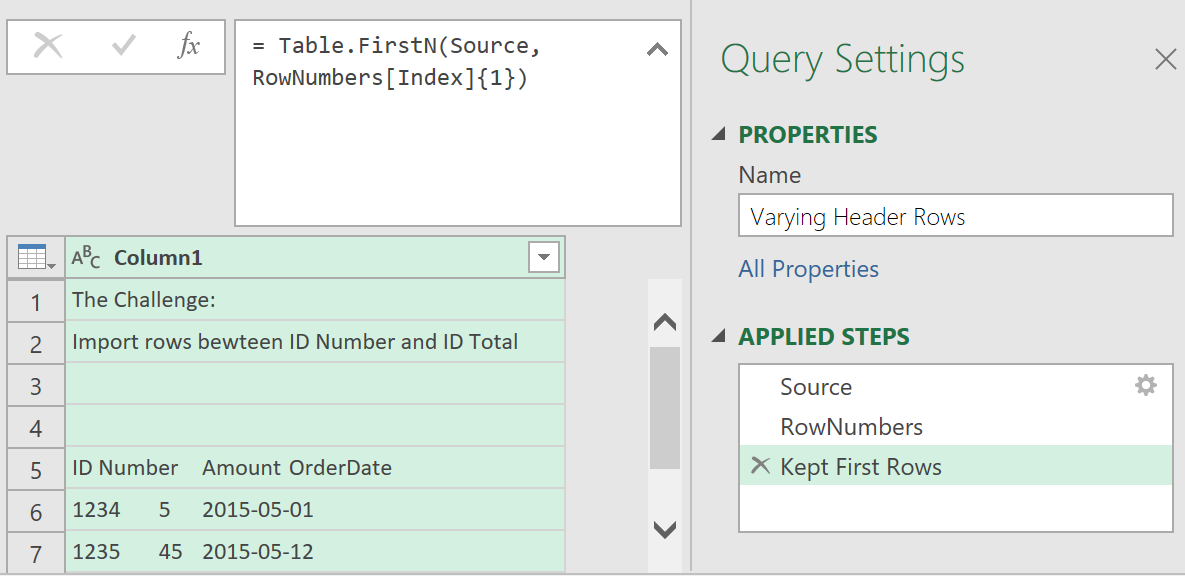 fx
= Table.FirstN(Source,
RowNumbers[Index]{1})
ABC Column1
1 The Challenge:
2 Import rows bewteen ID Number and ID Total
3
4
5 ID Number Amount OrderDate
6 1234 5 2015-05-01
7 1235 45 2015-05-12
Query Settings
PROPERTIES
Name
Varying Header Rows
All Properties
APPLIED STEPS
Source
RowNumbers
Kept First Rows